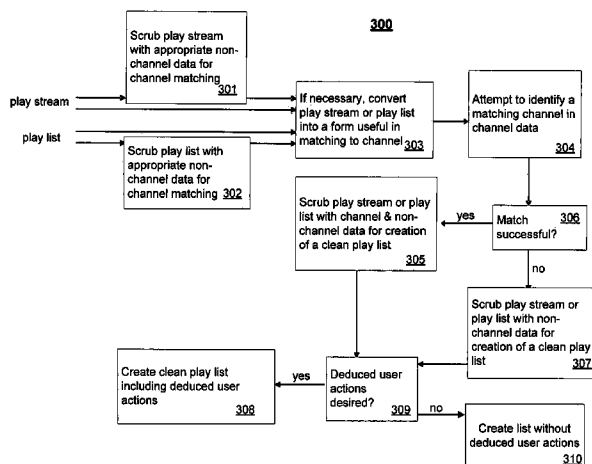 300
Scrub play stream
with appropriate non-
channel data for
channel matching
301
play stream
play list
If necessary, convert
play stream or play list
into a form useful in
matching to channel
303
Attempt to identify a
matching channel in
channel data
304
Scrub play list with
appropriate non-
channel data for
channel matching
302
Scrub play stream or play
list with channel & non-
channel data for creation
of a clean play list
305
yes
Match
successful?
306
no
Scrub play stream or
play list with non-
channel data for
creation of a clean play
list
307
Create clean play list
including deduced user
actions
308
yes
Deduced user
actions
desired?
309
no
Create list without
deduced user actions
310